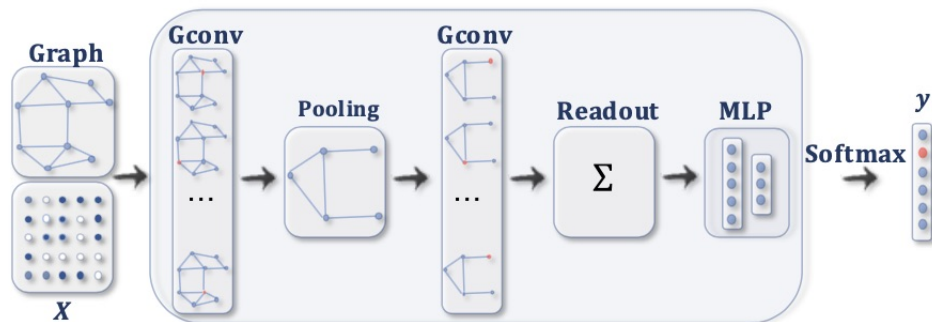 Graph
X
Gconv
...
Pooling
Gconv
...
Readout
Σ
MLP
Softmax
y